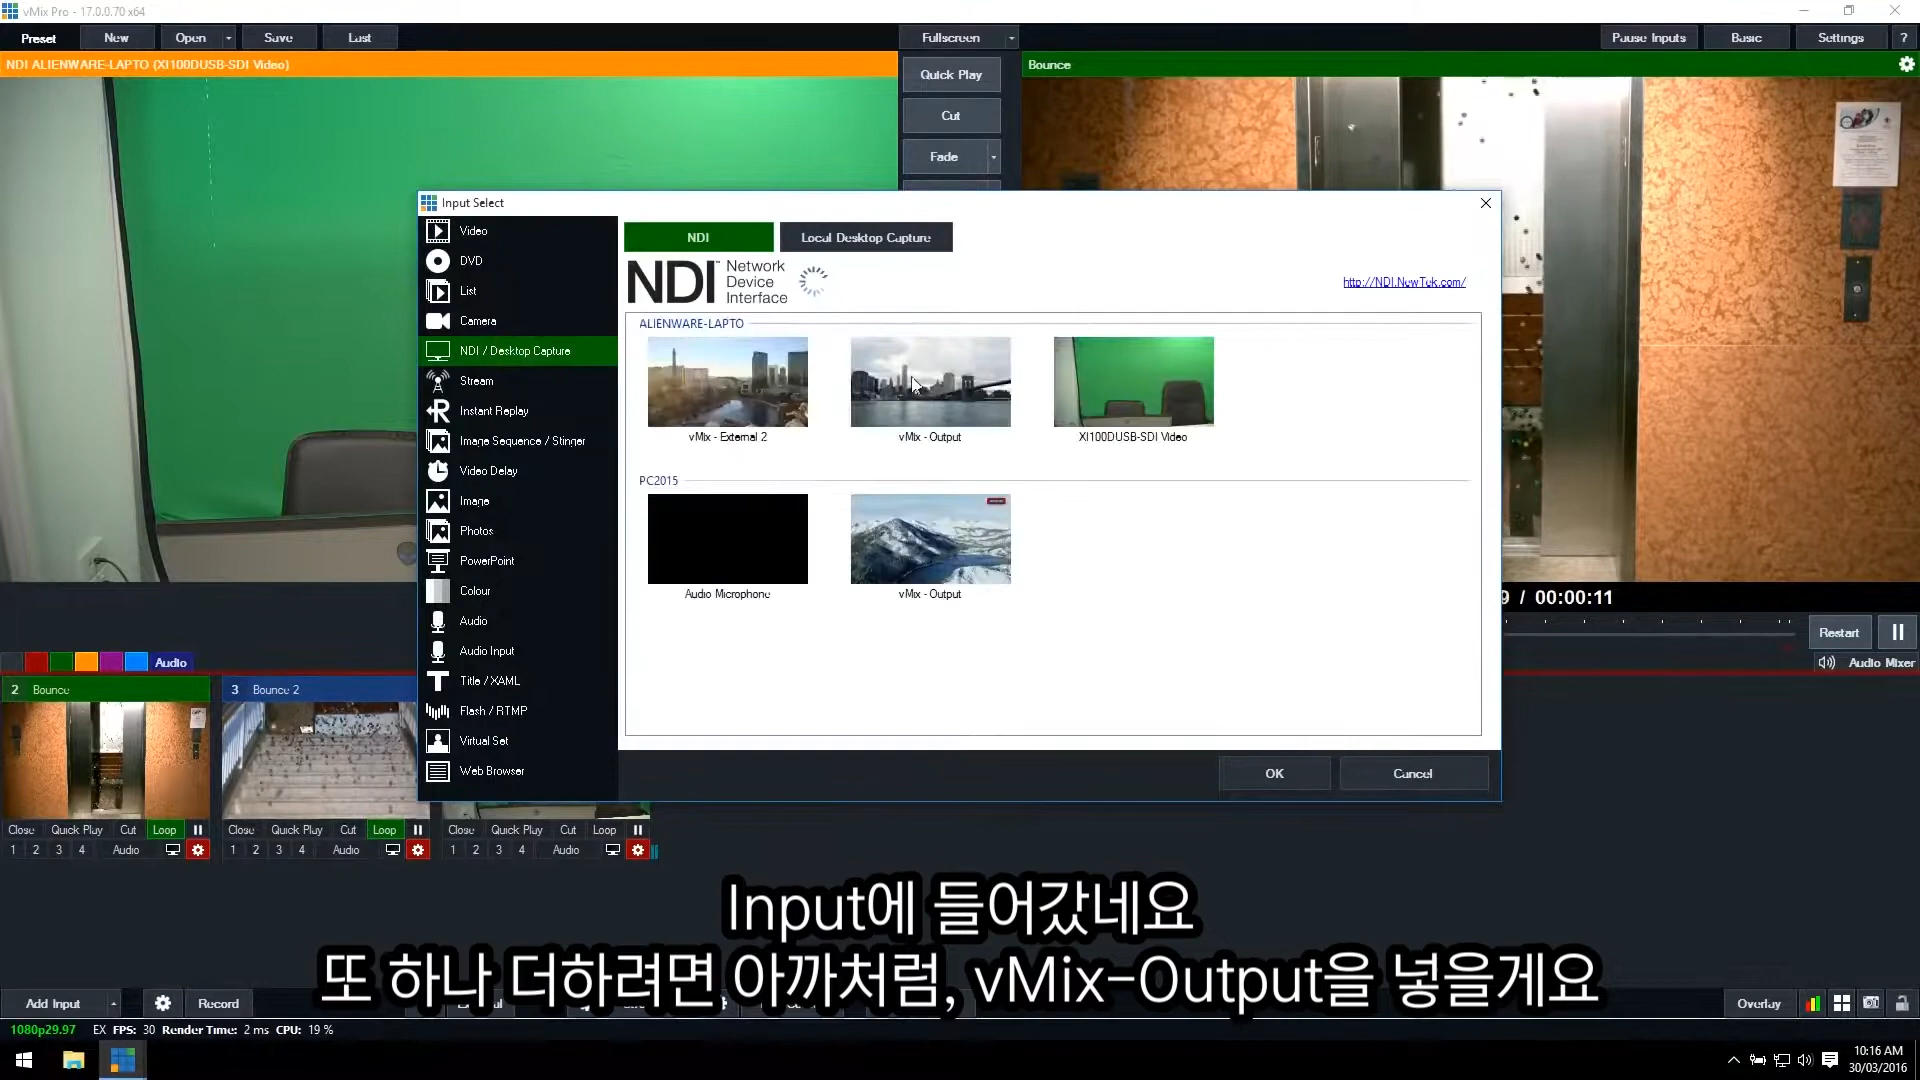 vMix Pro - 17.0.0.70 x64
Preset
New
Open
Save
Last
Fullscreen
Pause Inputs
Basic
Settings
?
NDI ALIENWARE-LAPTO (XI100DUSB-SDI Video)
Quick Play
Cut
Fade
Bounce
Input Select
Video
DVD
List
Camera
NDI / Desktop Capture
Stream
Instant Replay
Image Sequence / Stinger
Video Delay
Image
Photos
PowerPoint
Colour
Audio
Audio Input
Title / XAML
Flash / RTMP
Virtual Set
Web Browser
NDI
Local Desktop Capture
NDI Network Device Interface
http://NDI.NewTek.com/
ALIENWARE-LAPTO
vMix - External 2
vMix - Output
XI100DUSB-SDI Video
PC2015
Audio Microphone
vMix - Output
OK
Cancel
9 / 00:00:11
Restart
Audio Mixer
Audio
2 Bounce
3 Bounce 2
Close Quick Play Cut Loop
1 2 3 4 Audio
Close Quick Play Cut Loop
1 2 3 4 Audio
Close Quick Play Cut Loop
1 2 3 4 Audio
Input에 들어갔네요
또 하나 더하려면 아까처럼, vMix-Output을 넣을게요
Add Input
Record
Overlay
1080p29.97 EX FPS: 30 Render Time: 2 ms CPU: 19 %
10:16 AM
30/03/2016